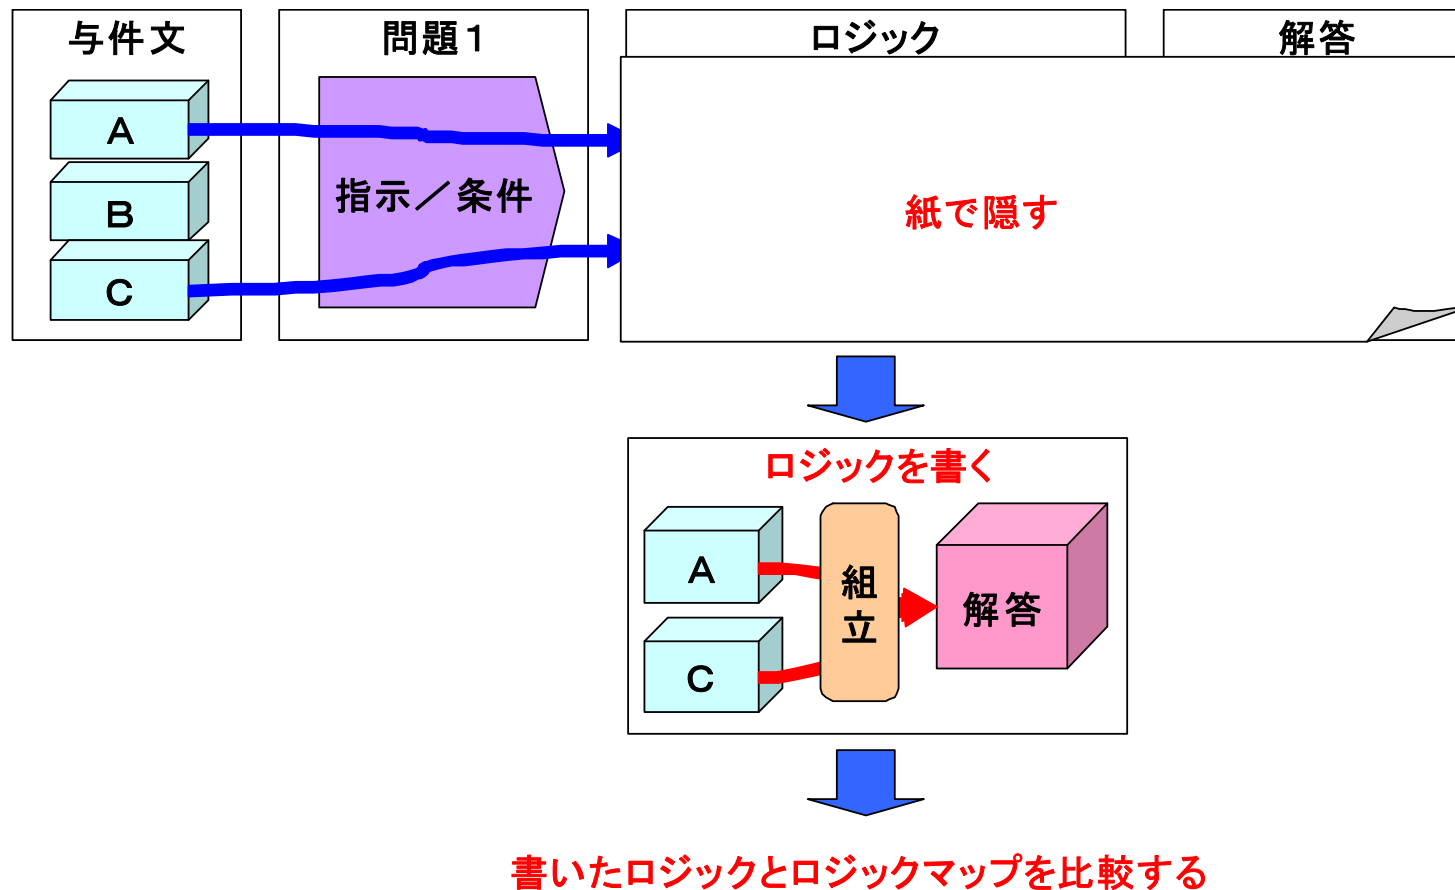 与件文
問題１
ロジック
解答
Ａ
Ｂ
Ｃ
指示／条件
紙で隠す
ロジックを書く
Ａ
Ｃ
組
立
解答
書いたロジックとロジックマップを比較する